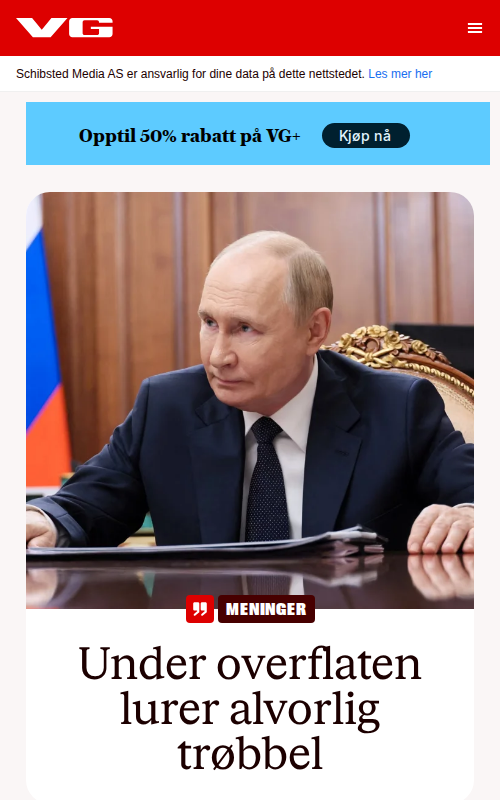 VG
Schibsted Media AS er ansvarlig for dine data på dette nettstedet. Les mer her
Opptil 50% rabatt på VG+ Kjøp nå
MENINGER
Under overflaten
lurer alvorlig
trøbbel